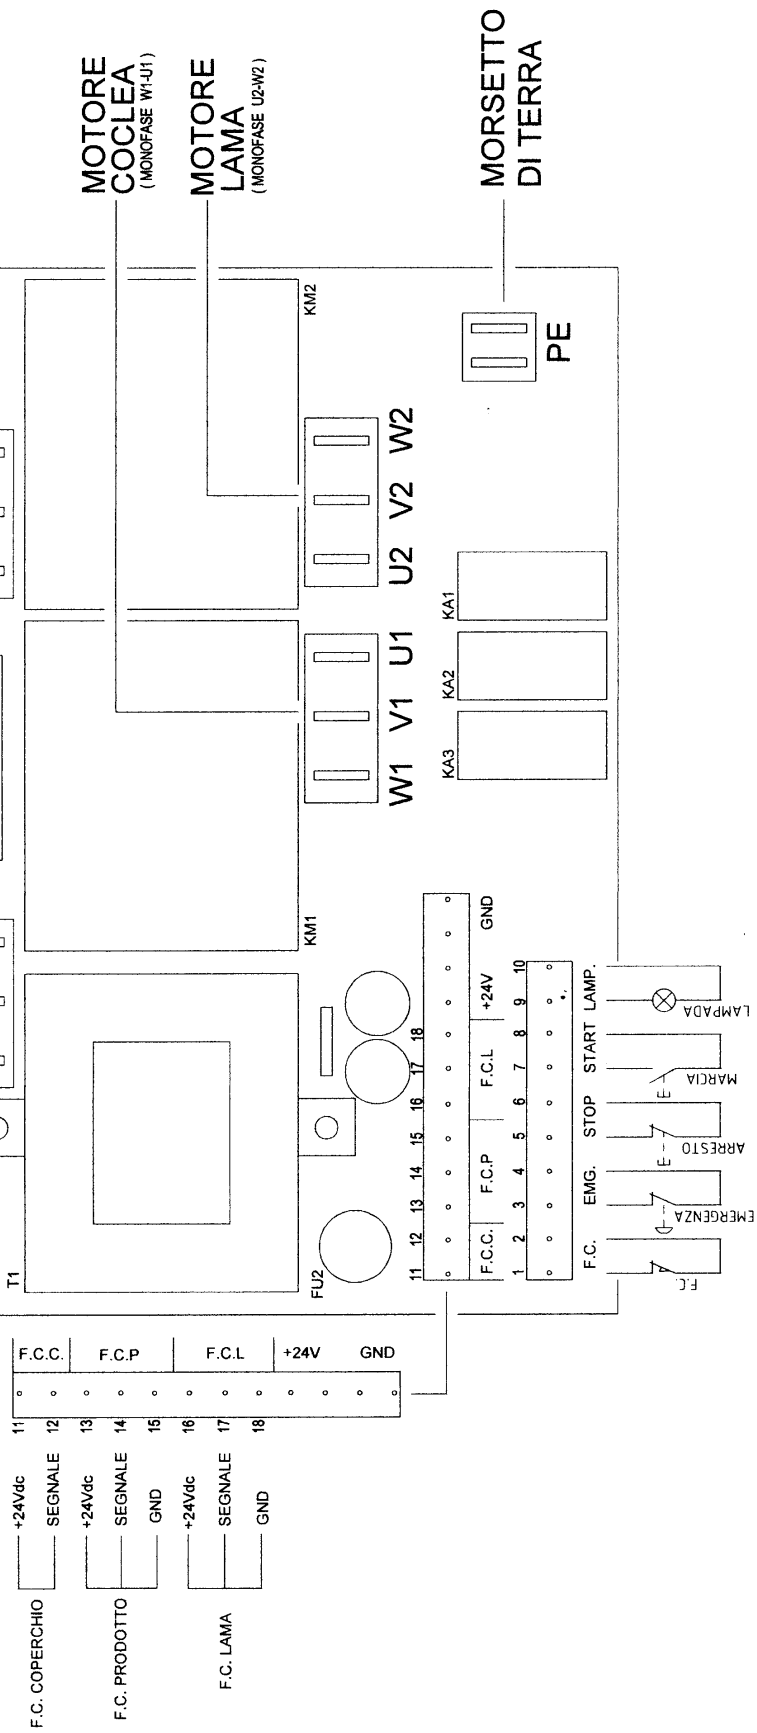 MOTORE
COCLEA
( MONOFASE W1-U1 )
MOTORE
LAMA
( MONOFASE U2-W2 )
MORSETTO
DI TERRA
KM2
PE
W2
V2
U2
U1
V1
W1
KA1
KA2
KA3
KM1
T1
FU2
11
12
13
14
15
16
17
18
F.C.C.
F.C.P
F.C.L
+24V
GND
1
2
3
4
5
6
7
8
9
10
F.C.
EMG.
STOP
START
LAMP.
F.C.
EMERGENZA
ARRESTO
MARCIA
LAMPADA
F.C.C.
F.C.P
F.C.L
+24V
GND
11
12
13
14
15
16
17
18
+24Vdc
SEGNALE
+24Vdc
SEGNALE
GND
+24Vdc
SEGNALE
GND
F.C. COPERCHIO
F.C. PRODOTTO
F.C. LAMA